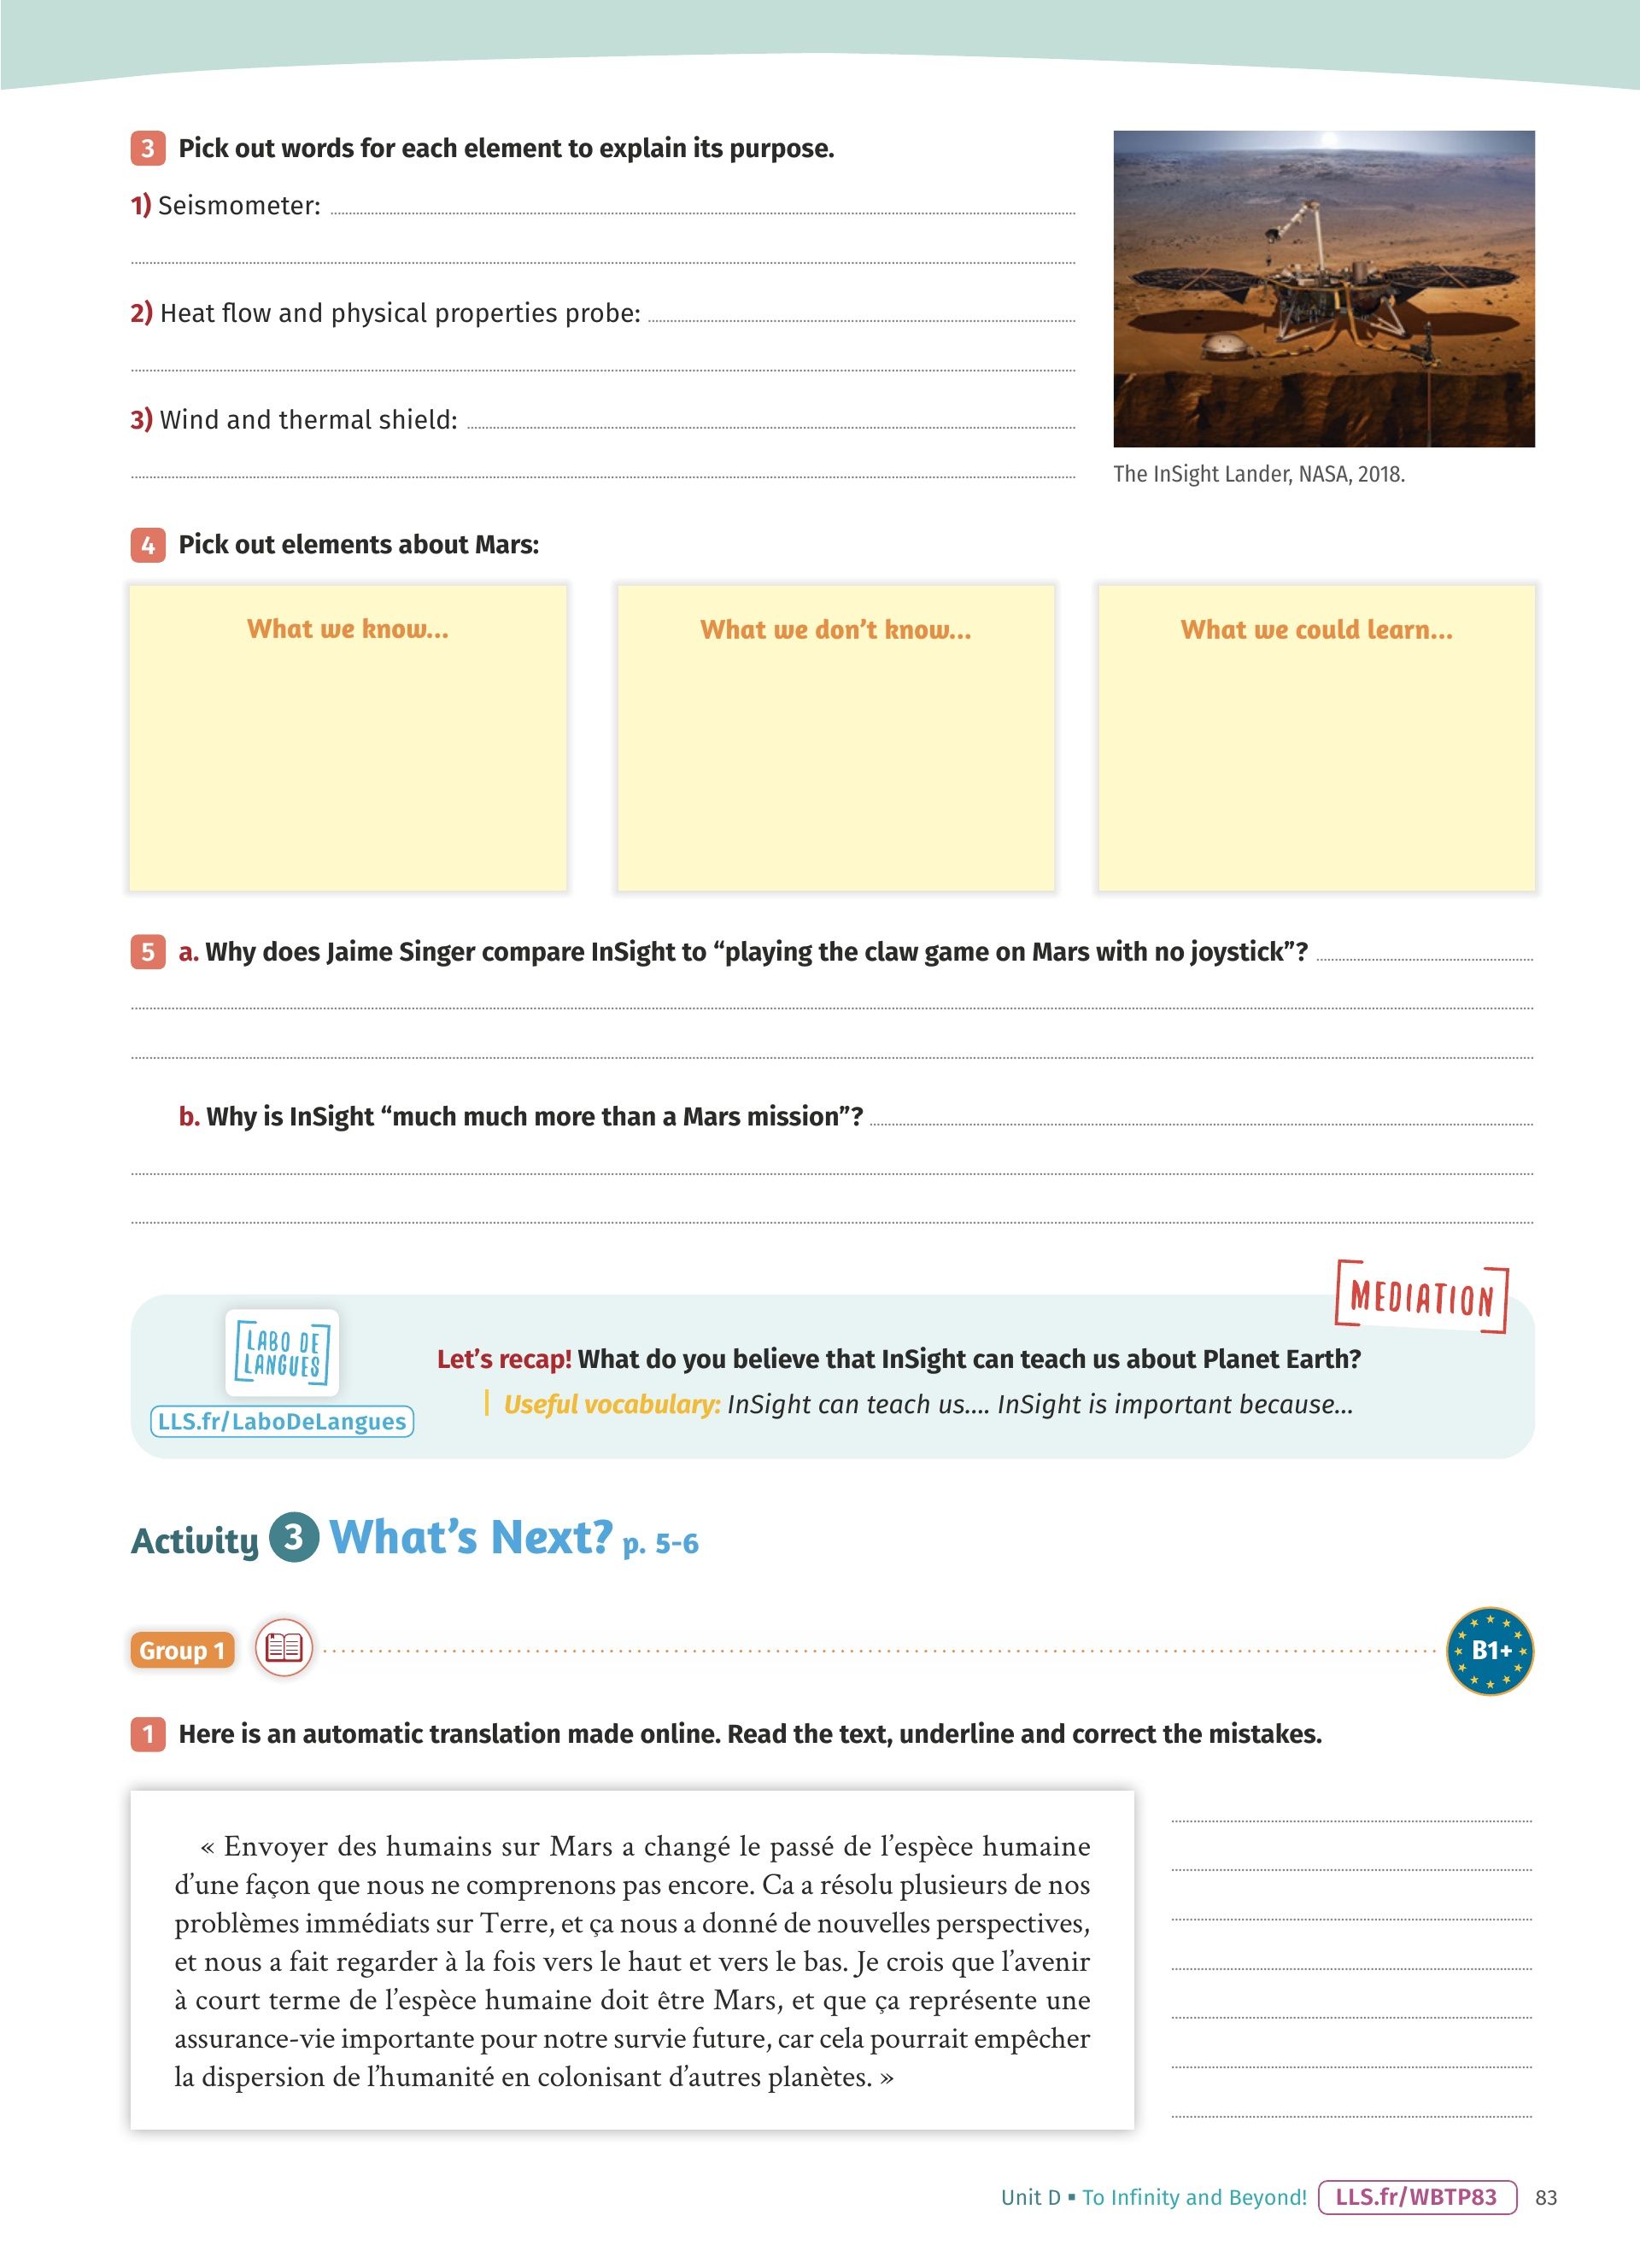 3 Pick out words for each element to explain its purpose.
1) Seismometer:
2) Heat flow and physical properties probe:
3) Wind and thermal shield:
The InSight Lander, NASA, 2018.
4 Pick out elements about Mars:
What we know...
What we don't know...
What we could learn...
5 a. Why does Jaime Singer compare InSight to “playing the claw game on Mars with no joystick”?
b. Why is InSight “much much more than a Mars mission”?
MEDIATION
LABO DE
LANGUES
LLS.fr/LaboDeLangues
Let's recap! What do you believe that InSight can teach us about Planet Earth?
Useful vocabulary: InSight can teach us.... InSight is important because...
Activity 3 What's Next? p. 5-6
Group 1
B1+
1 Here is an automatic translation made online. Read the text, underline and correct the mistakes.
« Envoyer des humains sur Mars a changé le passé de l'espèce humaine
d'une façon que nous ne comprenons pas encore. Ca a résolu plusieurs de nos
problèmes immédiats sur Terre, et ça nous a donné de nouvelles perspectives,
et nous a fait regarder à la fois vers le haut et vers le bas. Je crois que l'avenir
à court terme de l'espèce humaine doit être Mars, et que ça représente une
assurance-vie importante pour notre survie future, car cela pourrait empêcher
la dispersion de l'humanité en colonisant d'autres planètes. »
Unit D ▪ To Infinity and Beyond! LLS.fr/WBTP83 83